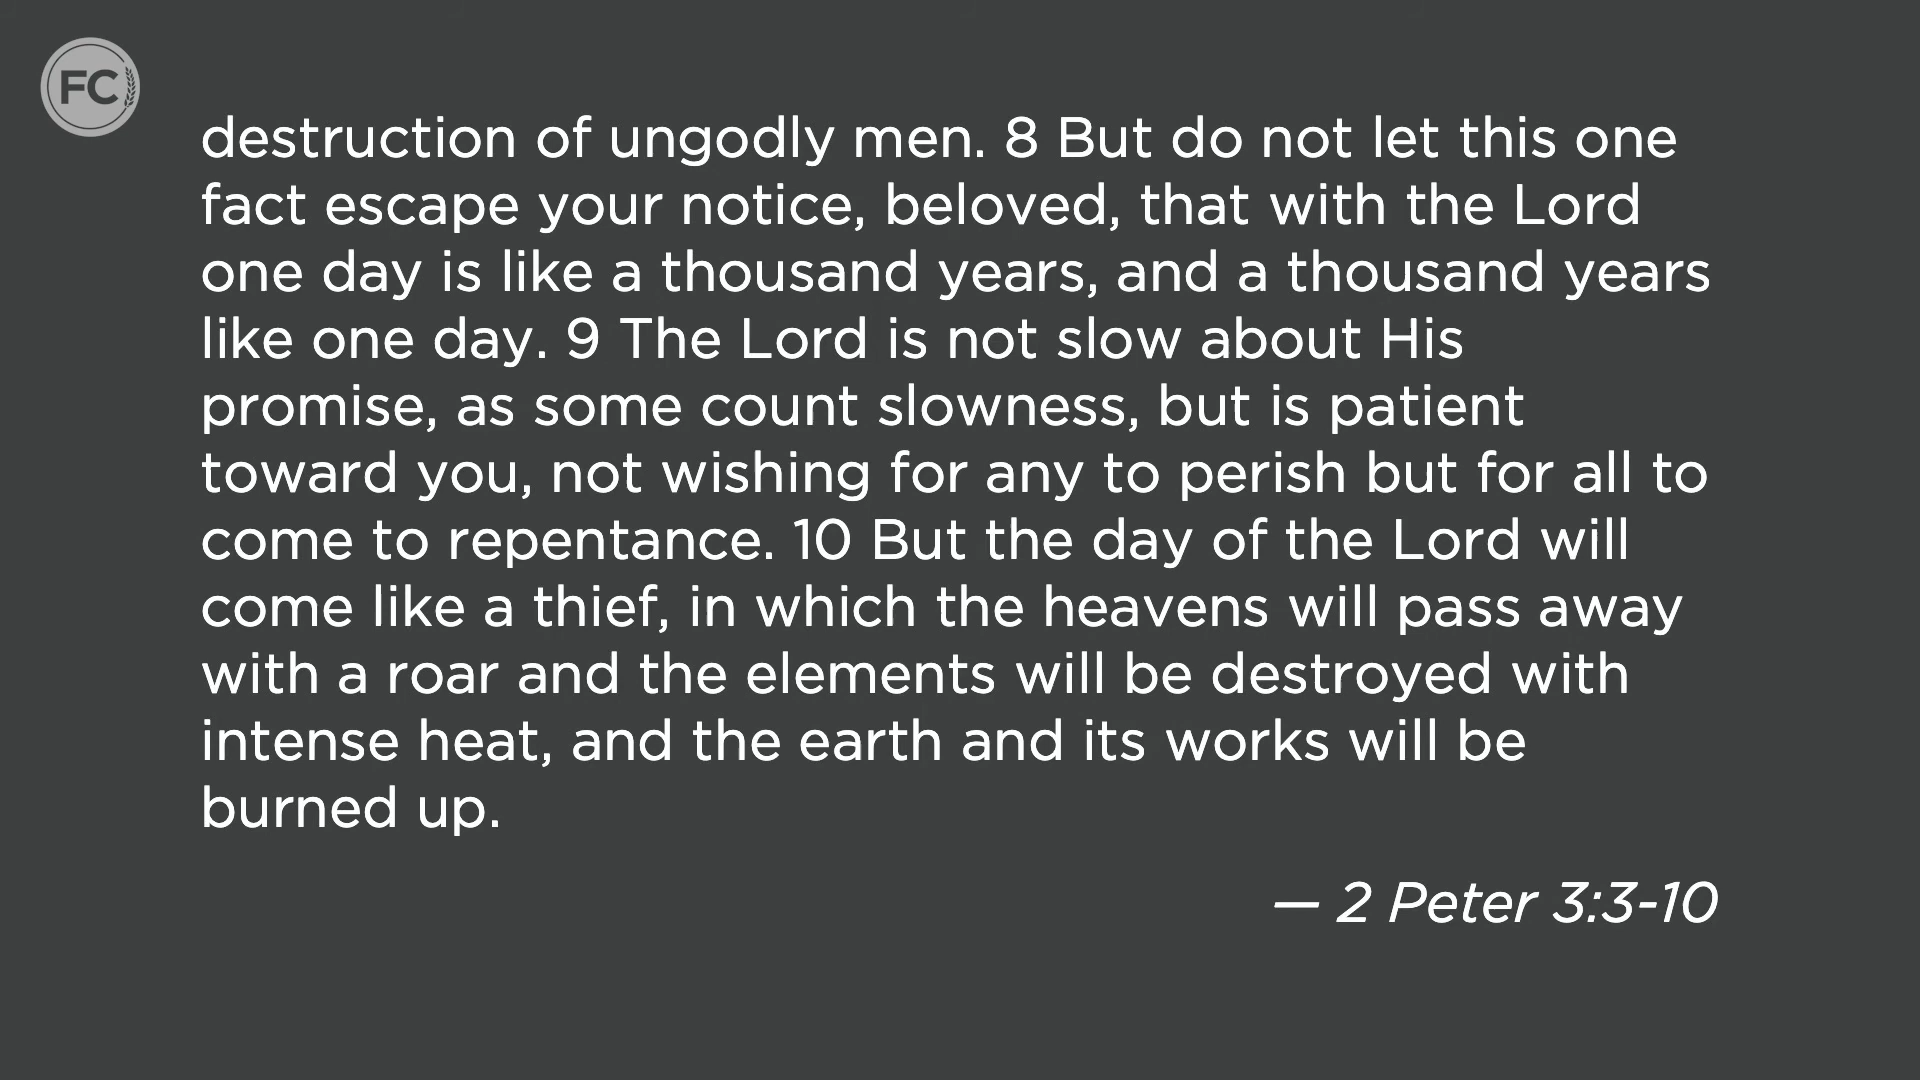 FC
destruction of ungodly men. 8 But do not let this one
fact escape your notice, beloved, that with the Lord
one day is like a thousand years, and a thousand years
like one day. 9 The Lord is not slow about His
promise, as some count slowness, but is patient
toward you, not wishing for any to perish but for all to
come to repentance. 10 But the day of the Lord will
come like a thief, in which the heavens will pass away
with a roar and the elements will be destroyed with
intense heat, and the earth and its works will be
burned up.
— 2 Peter 3:3-10